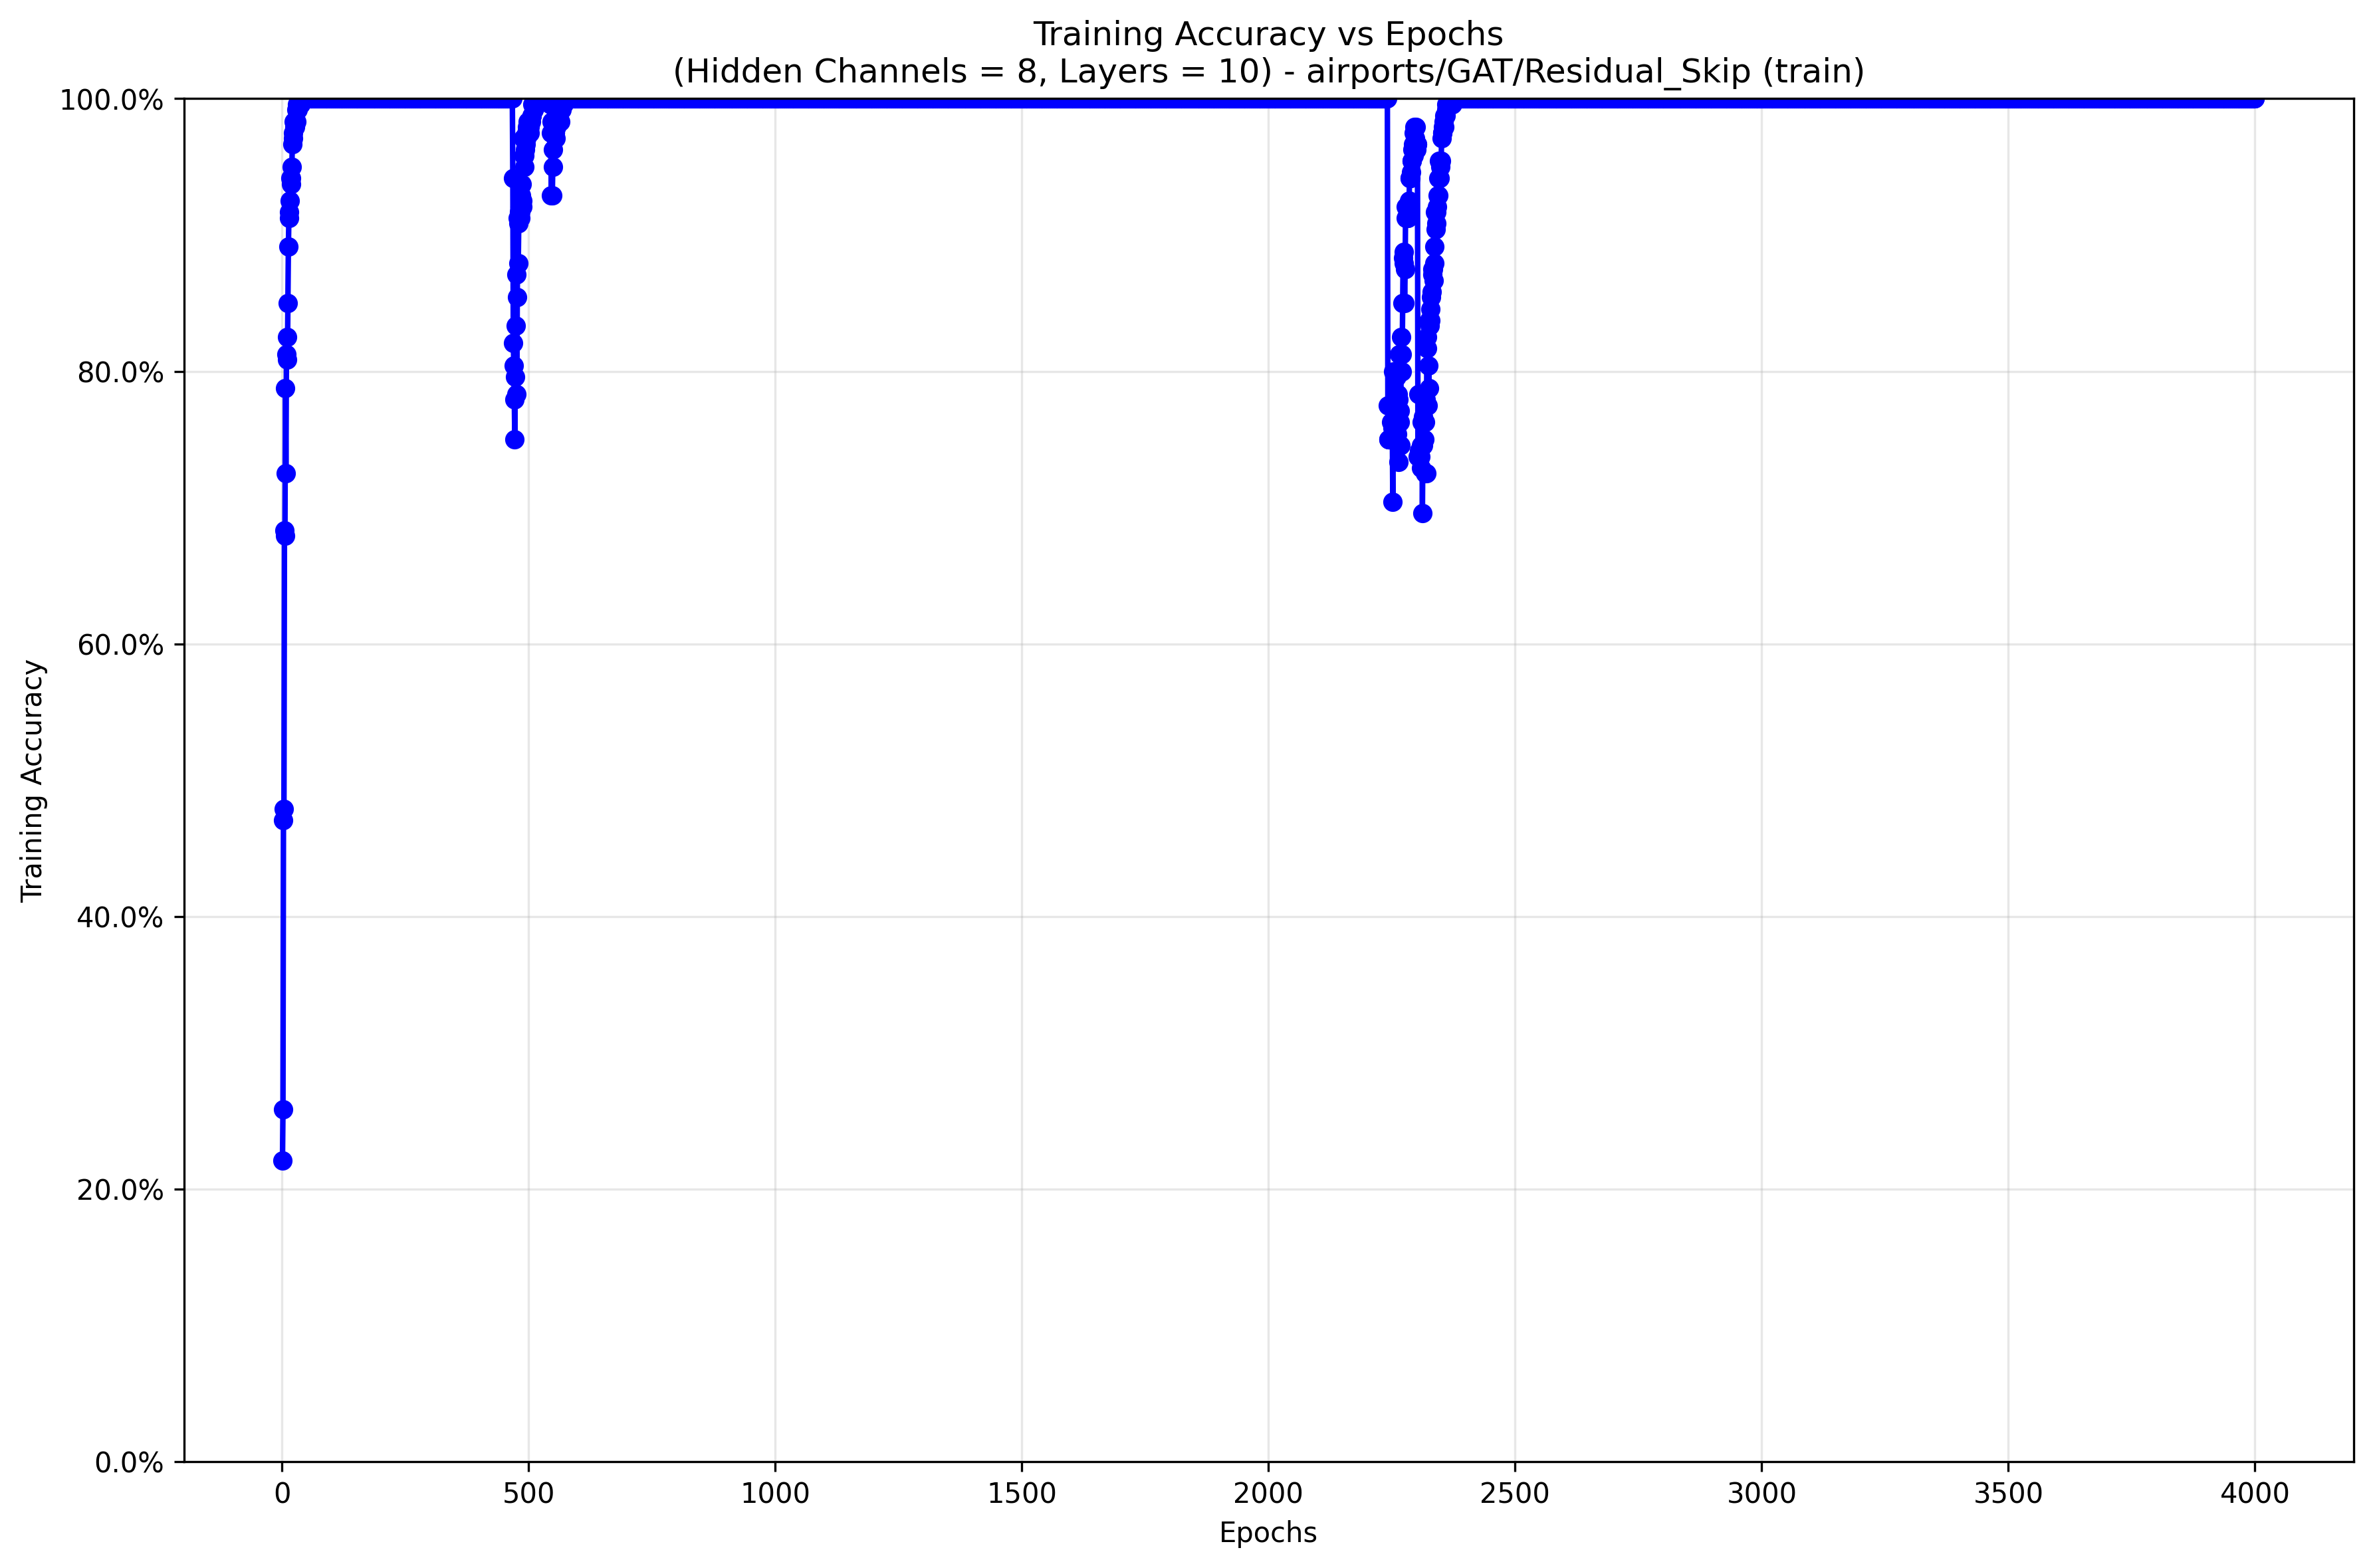 Training Accuracy vs Epochs
(Hidden Channels = 8, Layers = 10) - airports/GAT/Residual_Skip (train)
100.0%
80.0%
60.0%
40.0%
20.0%
0.0%
Training Accuracy
0 500 1000 1500 2000 2500 3000 3500 4000
Epochs